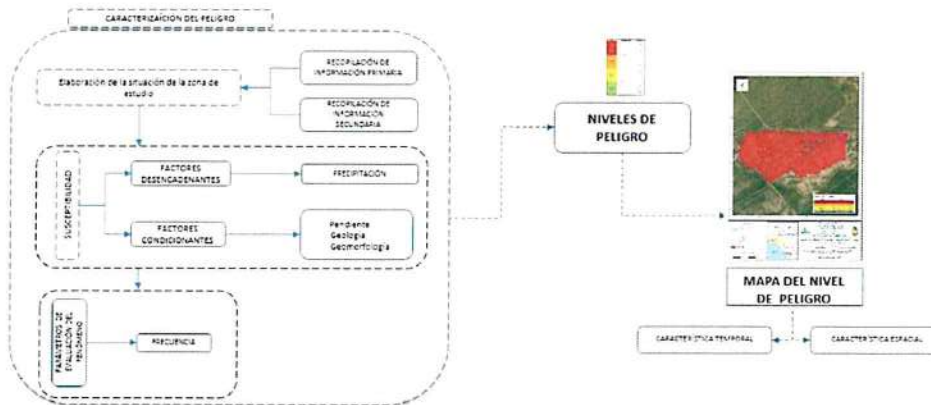 CARACTERIZAICÍON DEL PELIGRO
Elaboración de la situación de la zona de
estudio
RECOPILACIÓN DE
INFORMACIÓN PRIMARIA
RECOPILACIÓN DE
INFORMACIÓN
SECUNDARIA
SUSCEPTIBILIDAD
FACTORES
DESENCADENANTES
PRECIPITACIÓN
FACTORES
CONDICIONANTES
Pendiente
Geología
Geomorfología
PARÁMETROS DE
EVALUACIÓN DEL
FENÓMENO
FRECUENCIA
NIVELES DE
PELIGRO
MAPA DEL NIVEL
DE PELIGRO
CARACTERÍSTICA TEMPORAL
CARACTERÍSTICA ESPACIAL